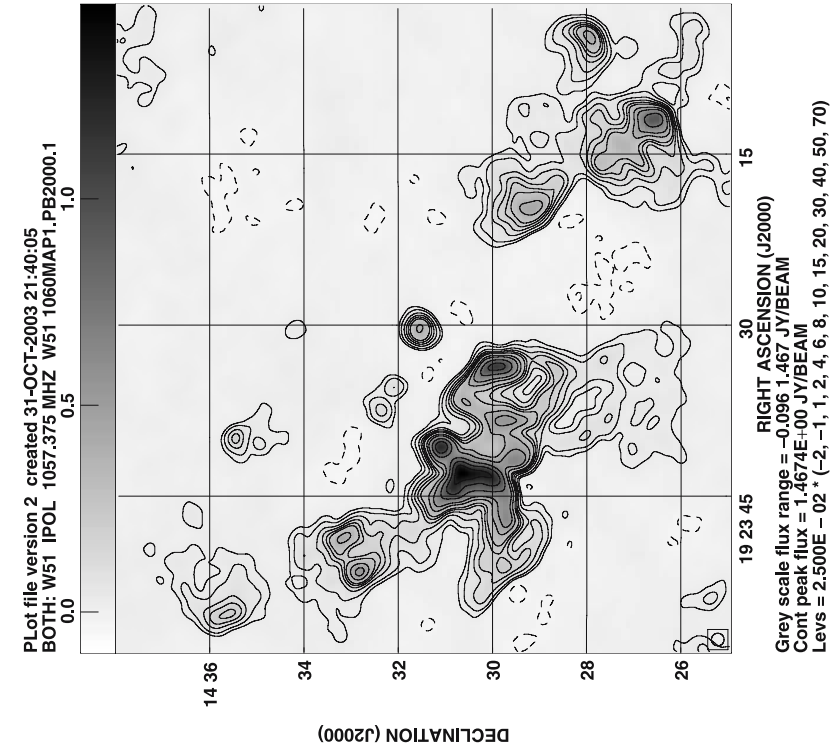 PLot file version 2 created 31-OCT-2003 21:40:05
BOTH: W51 IPOL 1057.375 MHZ W51 1060MAP1.PB2000.1
0.0 0.5 1.0
DECLINATION (J2000)
14 36
34
32
30
28
26
19 23 45 30 15
RIGHT ASCENSION (J2000)
Grey scale flux range = –0.096 1.467 JY/BEAM
Cont peak flux = 1.4674E+00 JY/BEAM
Levs = 2.500E – 02 * (–2, –1, 1, 2, 4, 6, 8, 10, 15, 20, 30, 40, 50, 70)